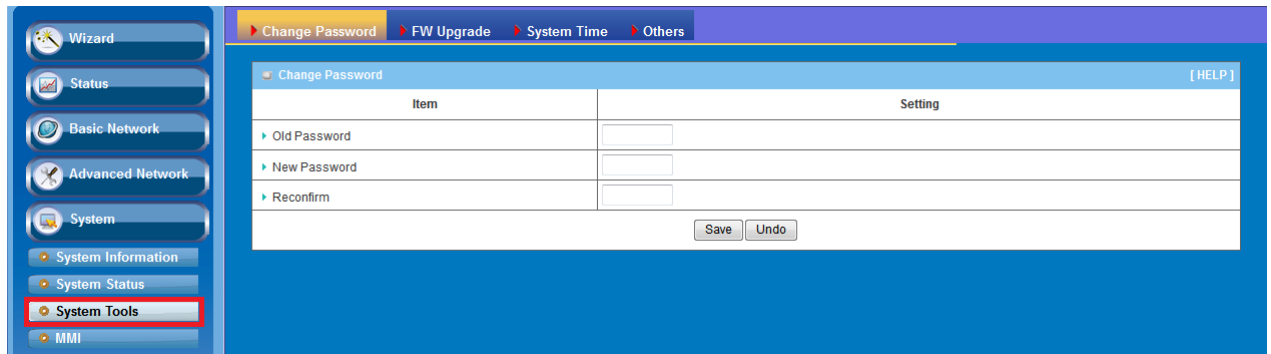 Wizard
Status
Basic Network
Advanced Network
System
System Information
System Status
System Tools
MMI
Change Password FW Upgrade System Time Others
Change Password [ HELP ]
Item Setting
Old Password
New Password
Reconfirm
Save Undo